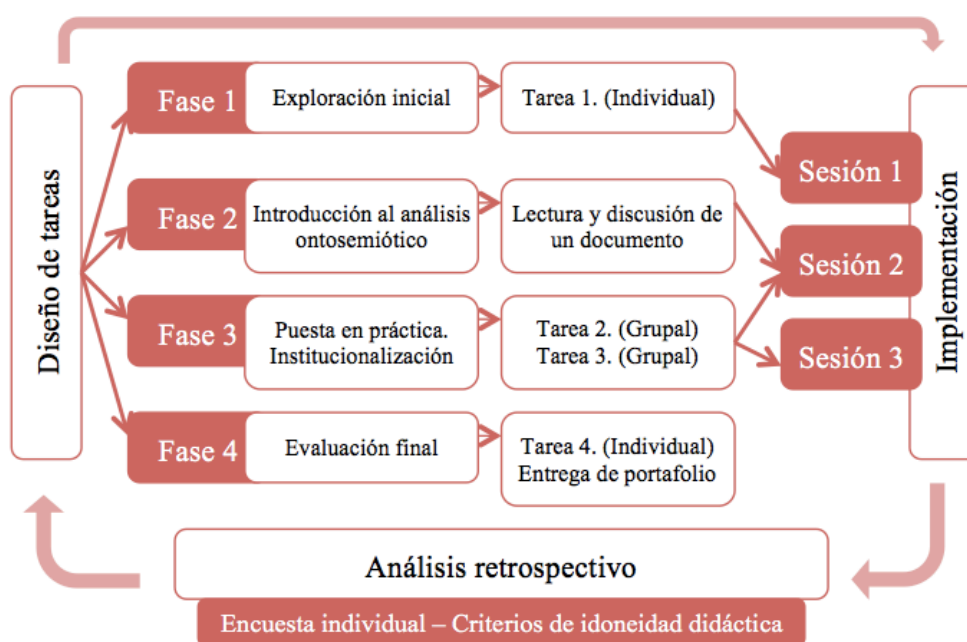 Diseño de tareas
Fase 1
Exploración inicial
Tarea 1. (Individual)
Fase 2
Introducción al análisis
ontosemiótico
Lectura y discusión de
un documento
Fase 3
Puesta en práctica.
Institucionalización
Tarea 2. (Grupal)
Tarea 3. (Grupal)
Fase 4
Evaluación final
Tarea 4. (Individual)
Entrega de portafolio
Sesión 1
Sesión 2
Sesión 3
Implementación
Análisis retrospectivo
Encuesta individual – Criterios de idoneidad didáctica